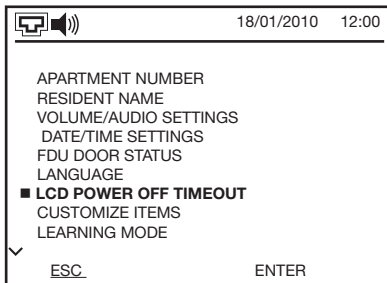 18/01/2010 12:00
APARTMENT NUMBER
RESIDENT NAME
VOLUME/AUDIO SETTINGS
DATE/TIME SETTINGS
FDU DOOR STATUS
LANGUAGE
LCD POWER OFF TIMEOUT
CUSTOMIZE ITEMS
LEARNING MODE
ESC ENTER